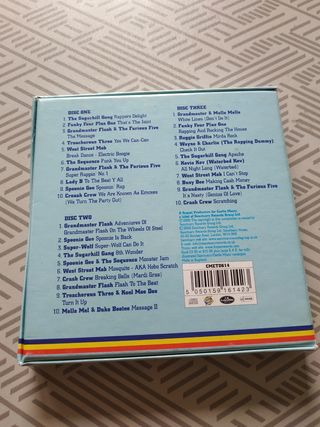 DISC ONE
1. The Sugarhill Gang Rappers Delight
2. Funky Four Plus One That's The Joint
3. Grandmaster Flash & The Furious Five
The Message
4. Treacherous Three Yes We Can Can
5. West Street Mob
Break Dance - Electric Boogie
6. The Sequence Funk You Up
7. Grandmaster Flash & The Furious Five
Super Rappin' No.1
8. Lady B To The Beat Y'All
9. Spoonie Gee Spoonin' Rap
10. Crash Crew We Are Known As Emcees
(We Turn The Party Out)
DISC TWO
1. Grandmaster Flash Adventures Of
Grandmaster Flash On The Wheels Of Steel
2. Spoonie Gee Spoonie Is Back
3. Super-Wolf Super-Wolf Can Do It
4. The Sugarhill Gang 8th Wonder
5. Spoonie Gee & The Sequence Monster Jam
6. West Street Mob Mosquito - AKA Hobo Scratch
7. Crash Crew Breaking Bells (Mardi Gras)
8. Grandmaster Flash Flash To The Beat
9. Treacherous Three & Kool Moe Dee
Turn It Up
10. Melle Mel & Duke Bootee Message II
DISC THREE
1. Grandmaster & Melle Mel
White Lines (Don't Do It)
2. Funky Four Plus One
Rapping And Rocking The House
3. Reggie Griffin Mirda Rock
4. Wayne & Charlie (The Rapping Dummy)
Check It Out
5. The Sugarhill Gang Apache
6. Kevie Kev (Waterbed Kev)
All Night Long (Waterbed)
7. West Street Mob I Can't Stop
8. Busy Bee Making Cash Money
9. Grandmaster Flash & The Furious Five
It's Nasty (Genius Of Love)
10. Crash Crew Scratching
CMETD614
5 050159 161423